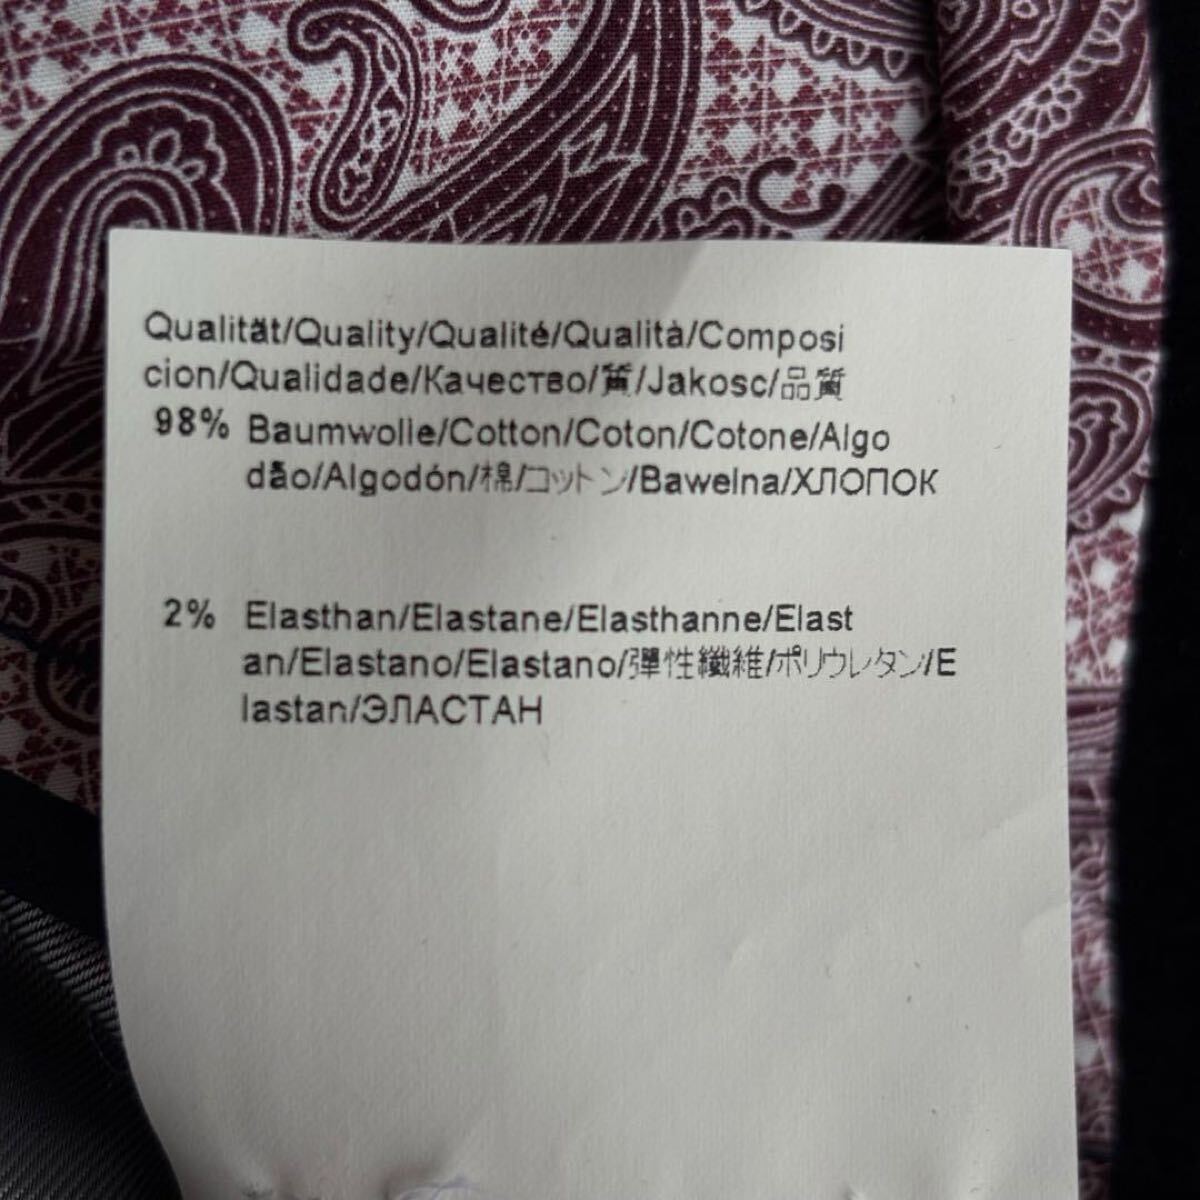 Qualität/Quality/Qualité/Qualità/Composi
cion/Qualidade/Качество/質/Jakosc/品質
98% Baumwolle/Cotton/Coton/Cotone/Algo
dão/Algodón/棉/コットン/Bawelna/ХЛОПОК
2% Elasthan/Elastane/Elasthanne/Elast
an/Elastano/Elastano/彈性纖維/ポリウレタン/E
lastan/ЭЛАСТАН